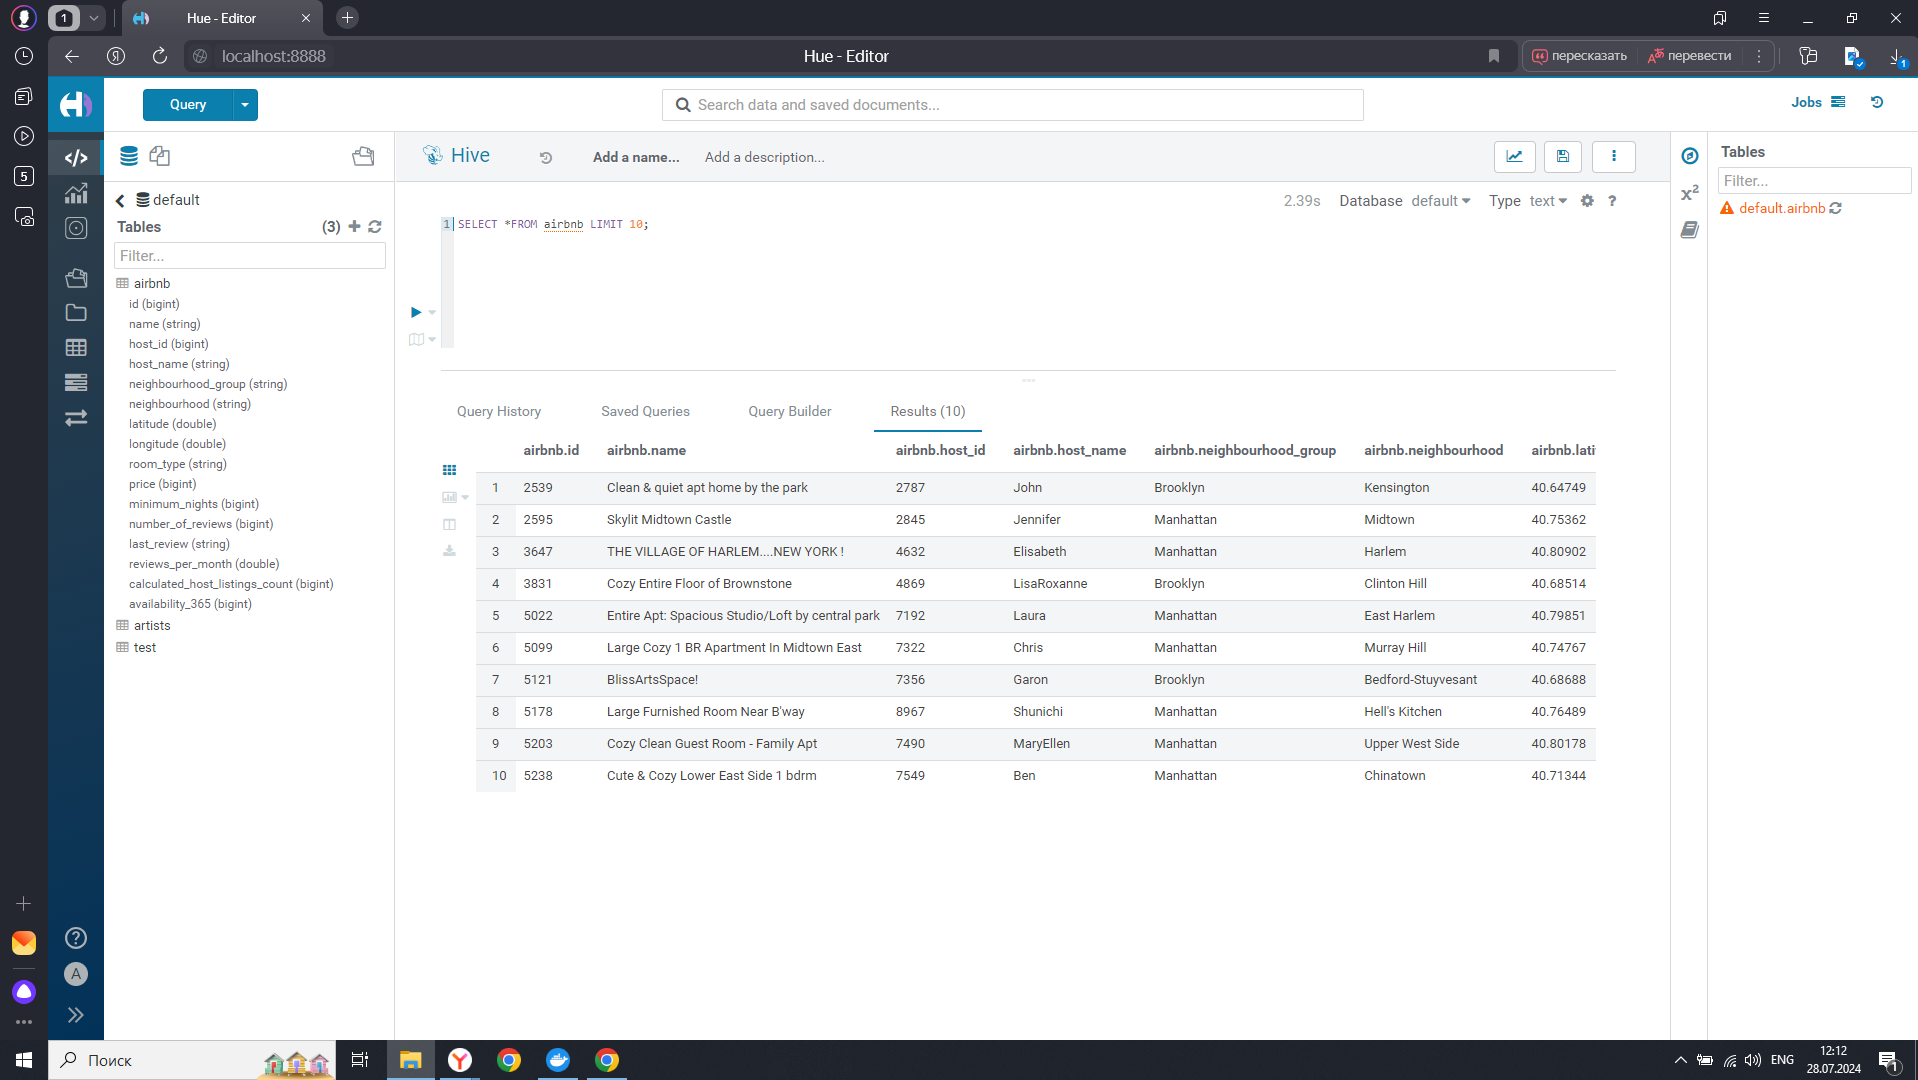 1
Hue - Editor
localhost:8888
Hue - Editor
пересказать
перевести
1
5
Query
Search data and saved documents...
Jobs
Hive
Add a name...
Add a description...
Tables
Filter...
default.airbnb
x²
default
Tables
(3)
Filter...
airbnb
id (bigint)
name (string)
host_id (bigint)
host_name (string)
neighbourhood_group (string)
neighbourhood (string)
latitude (double)
longitude (double)
room_type (string)
price (bigint)
minimum_nights (bigint)
number_of_reviews (bigint)
last_review (string)
reviews_per_month (double)
calculated_host_listings_count (bigint)
availability_365 (bigint)
artists
test
2.39s Database default Type text ?
1 SELECT *FROM airbnb LIMIT 10;
Query History Saved Queries Query Builder Results (10)
airbnb.id airbnb.name airbnb.host_id airbnb.host_name airbnb.neighbourhood_group airbnb.neighbourhood airbnb.lati
1 2539 Clean & quiet apt home by the park 2787 John Brooklyn Kensington 40.64749
2 2595 Skylit Midtown Castle 2845 Jennifer Manhattan Midtown 40.75362
3 3647 THE VILLAGE OF HARLEM....NEW YORK ! 4632 Elisabeth Manhattan Harlem 40.80902
4 3831 Cozy Entire Floor of Brownstone 4869 LisaRoxanne Brooklyn Clinton Hill 40.68514
5 5022 Entire Apt: Spacious Studio/Loft by central park 7192 Laura Manhattan East Harlem 40.79851
6 5099 Large Cozy 1 BR Apartment In Midtown East 7322 Chris Manhattan Murray Hill 40.74767
7 5121 BlissArtsSpace! 7356 Garon Brooklyn Bedford-Stuyvesant 40.68688
8 5178 Large Furnished Room Near B'way 8967 Shunichi Manhattan Hell's Kitchen 40.76489
9 5203 Cozy Clean Guest Room - Family Apt 7490 MaryEllen Manhattan Upper West Side 40.80178
10 5238 Cute & Cozy Lower East Side 1 bdrm 7549 Ben Manhattan Chinatown 40.71344
A
Поиск
ENG
12:12
28.07.2024
1